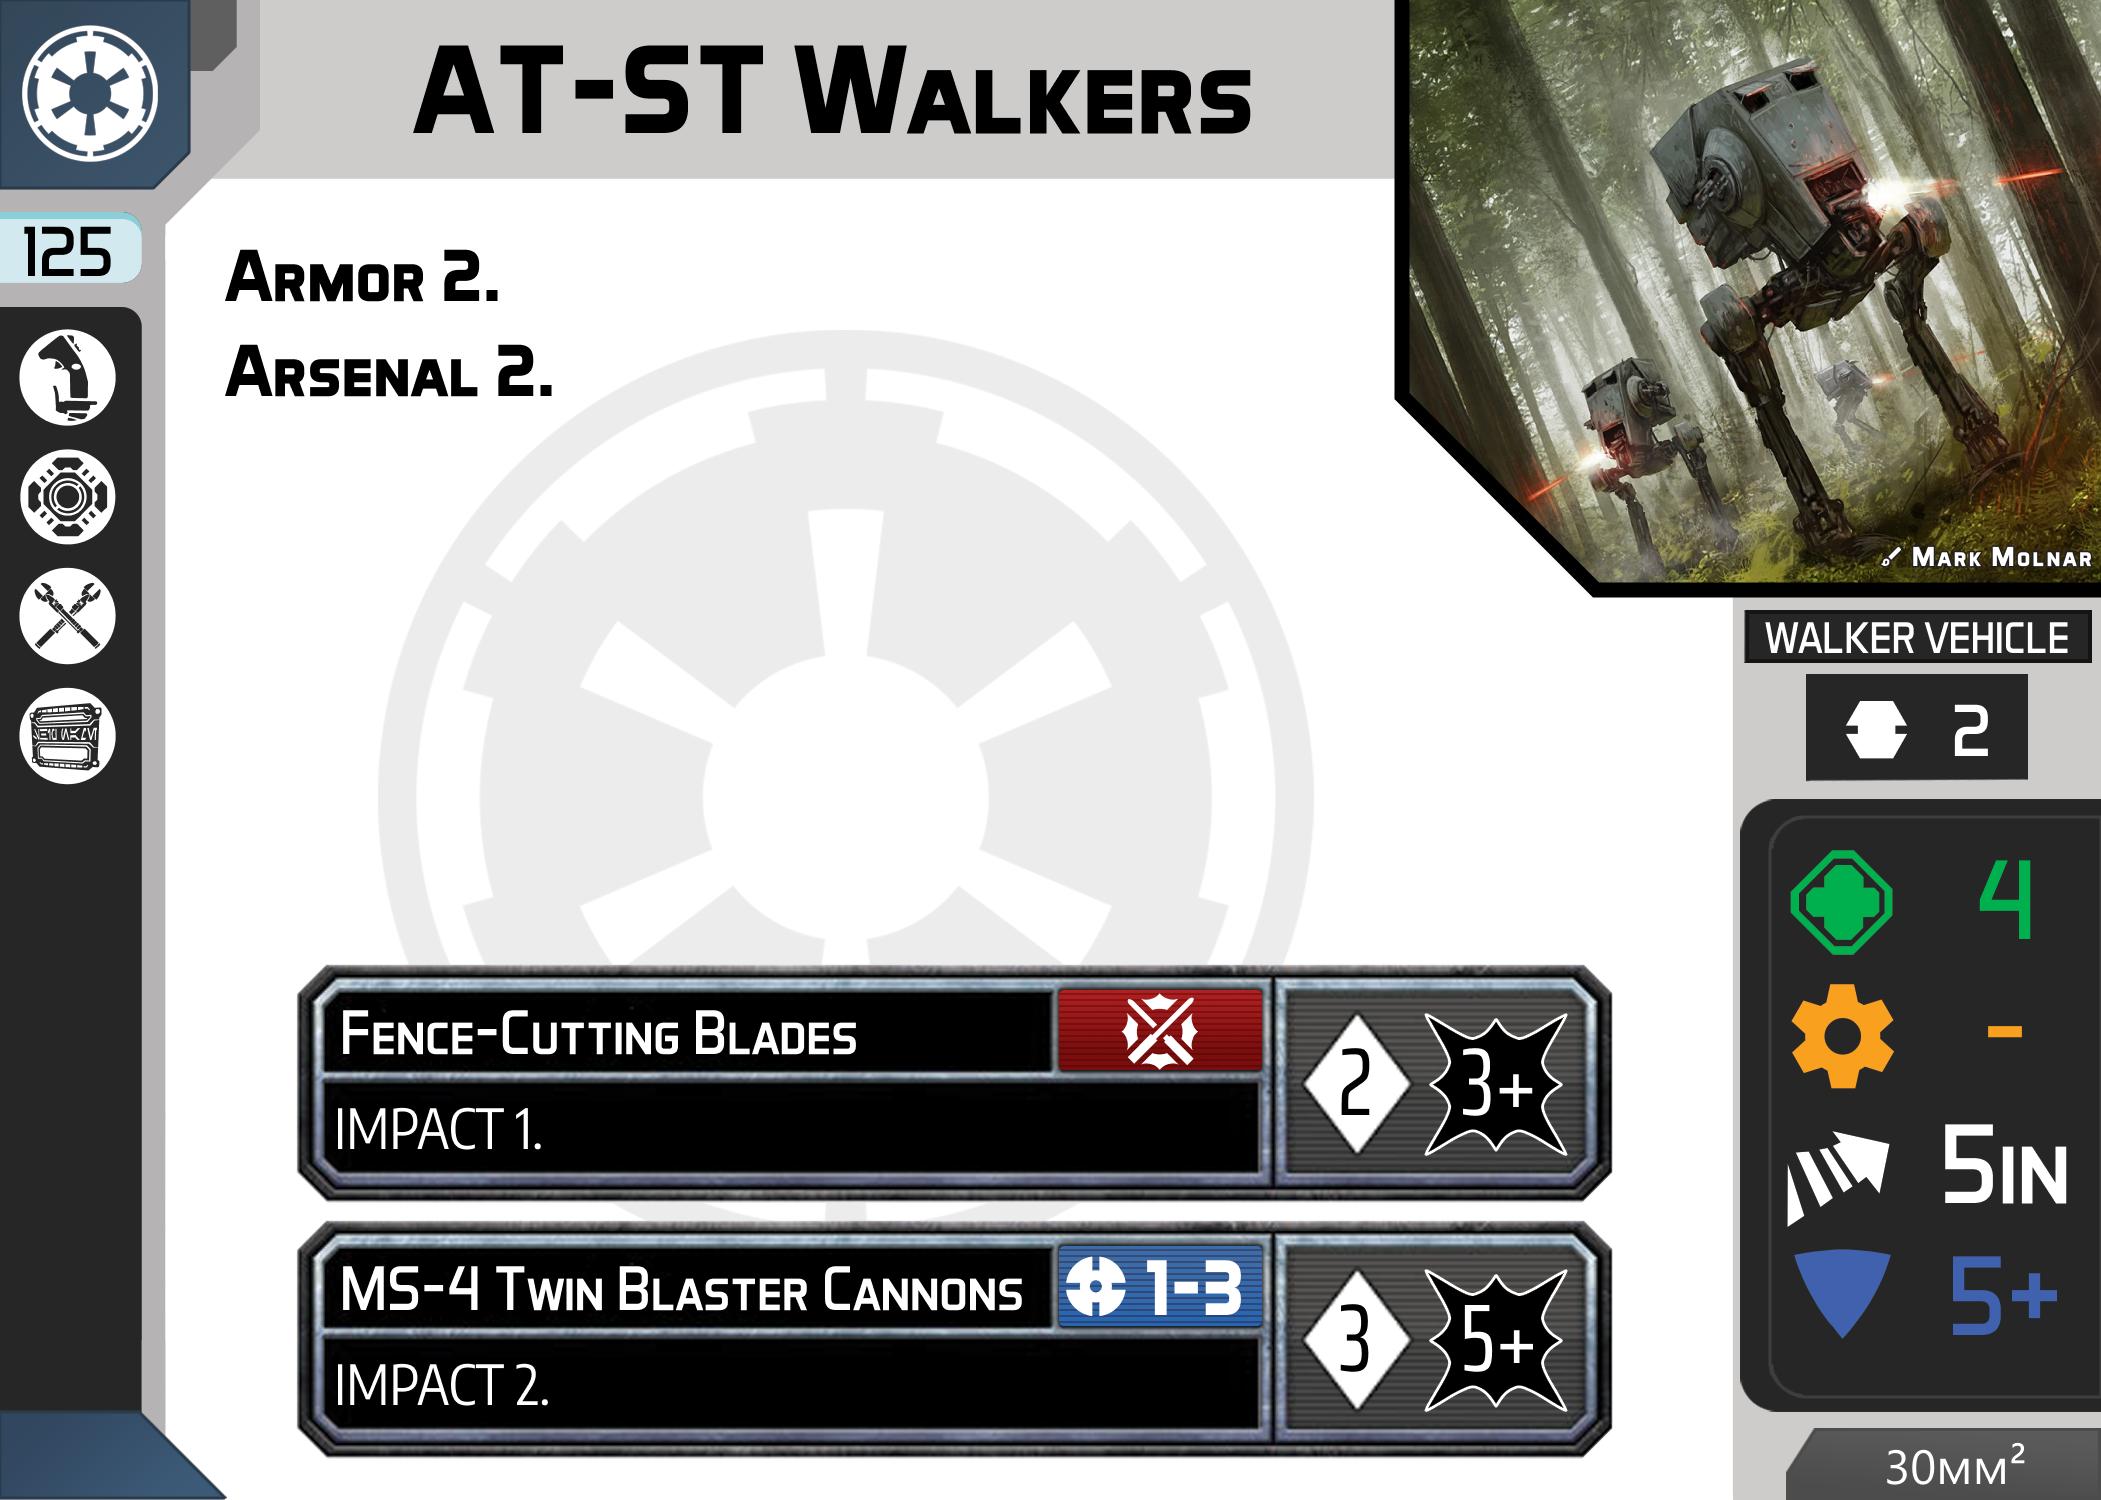 AT-ST WALKERS
125
ARMOR 2.
ARSENAL 2.
MARK MOLNAR
WALKER VEHICLE
2
4
-
5IN
5+
FENCE-CUTTING BLADES
2 3+
IMPACT 1.
MS-4 TWIN BLASTER CANNONS 1-3
3 5+
IMPACT 2.
30MM²